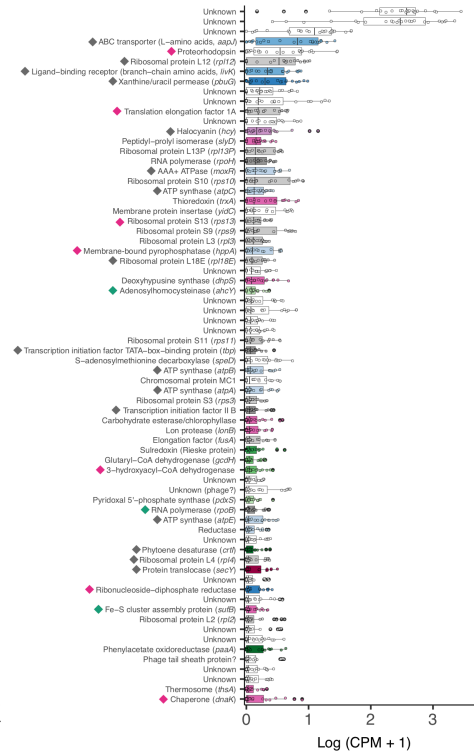 Unknown
Unknown
Unknown
ABC transporter (L−amino acids, aapJ)
Proteorhodopsin
Ribosomal protein L12 (rpl12)
Ligand−binding receptor (branch−chain amino acids, livK)
Xanthine/uracil permease (pbuG)
Unknown
Unknown
Translation elongation factor 1A
Unknown
Halocyanin (hcy)
Peptidyl−prolyl isomerase (slyD)
Ribosomal protein L13P (rpl13P)
RNA polymerase (rpoH)
AAA+ ATPase (moxR)
Ribosomal protein S10 (rps10)
ATP synthase (atpC)
Thioredoxin (trxA)
Membrane protein insertase (yidC)
Ribosomal protein S13 (rps13)
Ribosomal protein S9 (rps9)
Ribosomal protein L3 (rpl3)
Membrane-bound pyrophosphatase (hppA)
Ribosomal protein L18E (rpl18E)
Unknown
Deoxyhypusine synthase (dhpS)
Adenosylhomocysteinase (ahcY)
Unknown
Unknown
Unknown
Unknown
Ribosomal protein S11 (rps11)
Transcription initiation factor TATA−box−binding protein (tbp)
S−adenosylmethionine decarboxylase (speD)
ATP synthase (atpB)
Chromosomal protein MC1
ATP synthase (atpA)
Ribosomal protein S3 (rps3)
Transcription initiation factor II B
Carbohydrate esterase/chlorophyllase
Lon protease (lonB)
Elongation factor (fusA)
Sulredoxin (Rieske protein)
Glutaryl−CoA dehydrogenase (gcdH)
3−hydroxyacyl−CoA dehydrogenase
Unknown
Unknown (phage?)
Pyridoxal 5'−phosphate synthase (pdxS)
RNA polymerase (rpoB)
ATP synthase (atpE)
Reductase
Unknown
Phytoene desaturase (crtI)
Ribosomal protein L4 (rpl4)
Protein translocase (secY)
Unknown
Ribonucleoside−diphosphate reductase
Unknown
Fe−S cluster assembly protein (sufB)
Ribosomal protein L2 (rpl2)
Unknown
Unknown
Phenylacetate oxidoreductase (paaA)
Phage tail sheath protein?
Unknown
Unknown
Thermosome (thsA)
Chaperone (dnaK)
0 1 2 3
Log (CPM + 1)